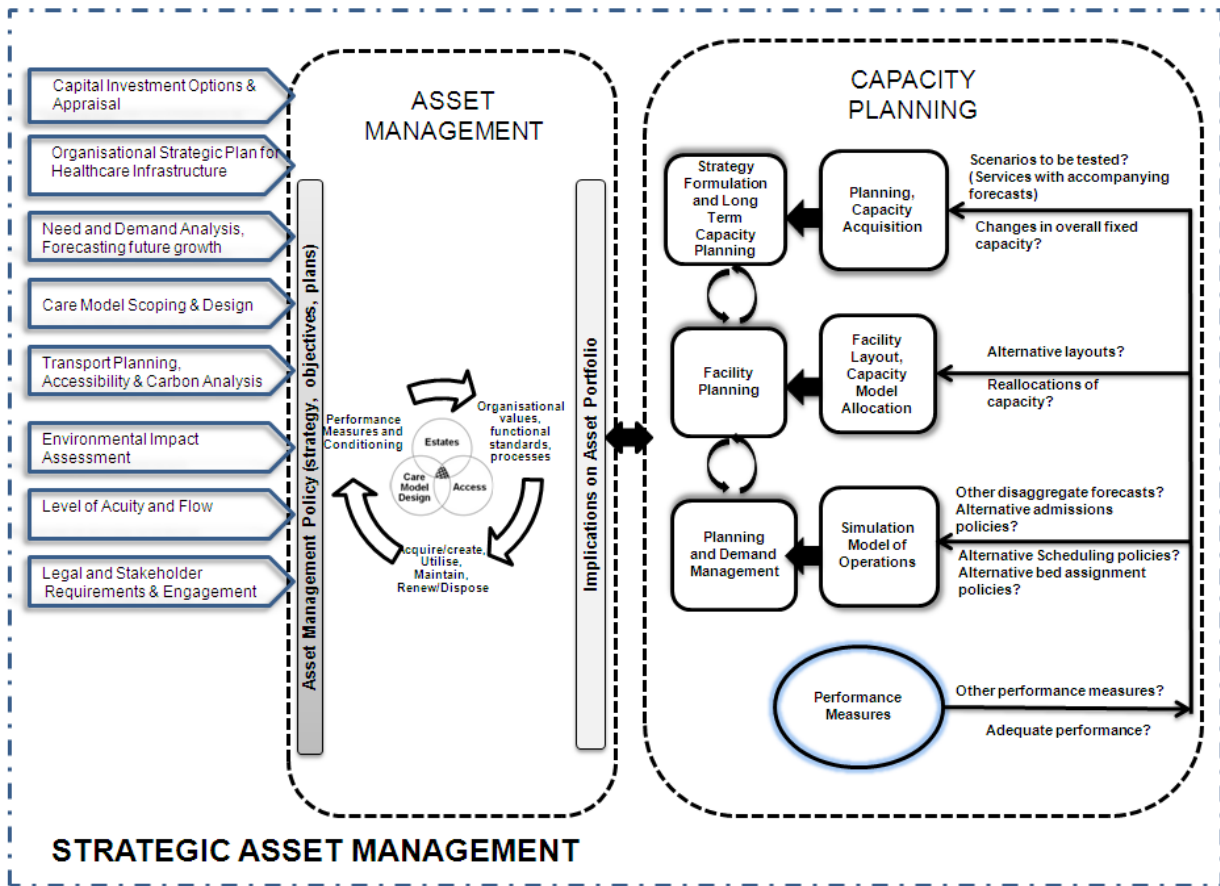 Capital Investment Options &
Appraisal
Organisational Strategic Plan for
Healthcare Infrastructure
Need and Demand Analysis,
Forecasting future growth
Care Model Scoping & Design
Transport Planning,
Accessibility & Carbon Analysis
Environmental Impact
Assessment
Level of Acuity and Flow
Legal and Stakeholder
Requirements & Engagement
ASSET
MANAGEMENT
Asset Management Policy (strategy, objectives, plans)
Performance
Measures and
Conditioning
Organisational
values,
functional
standards,
processes
Estates
Care
Model
Design
Access
Acquire/create,
Utilise,
Maintain,
Renew/Dispose
Implications on Asset Portfolio
CAPACITY
PLANNING
Strategy
Formulation
and Long
Term
Capacity
Planning
Planning,
Capacity
Acquisition
Scenarios to be tested?
(Services with accompanying
forecasts)
Changes in overall fixed
capacity?
Facility
Planning
Facility
Layout,
Capacity
Model
Allocation
Alternative layouts?
Reallocations of
capacity?
Planning
and Demand
Management
Simulation
Model of
Operations
Other disaggregate forecasts?
Alternative admissions
policies?
Alternative Scheduling policies?
Alternative bed assignment
policies?
Performance
Measures
Other performance measures?
Adequate performance?
STRATEGIC ASSET MANAGEMENT